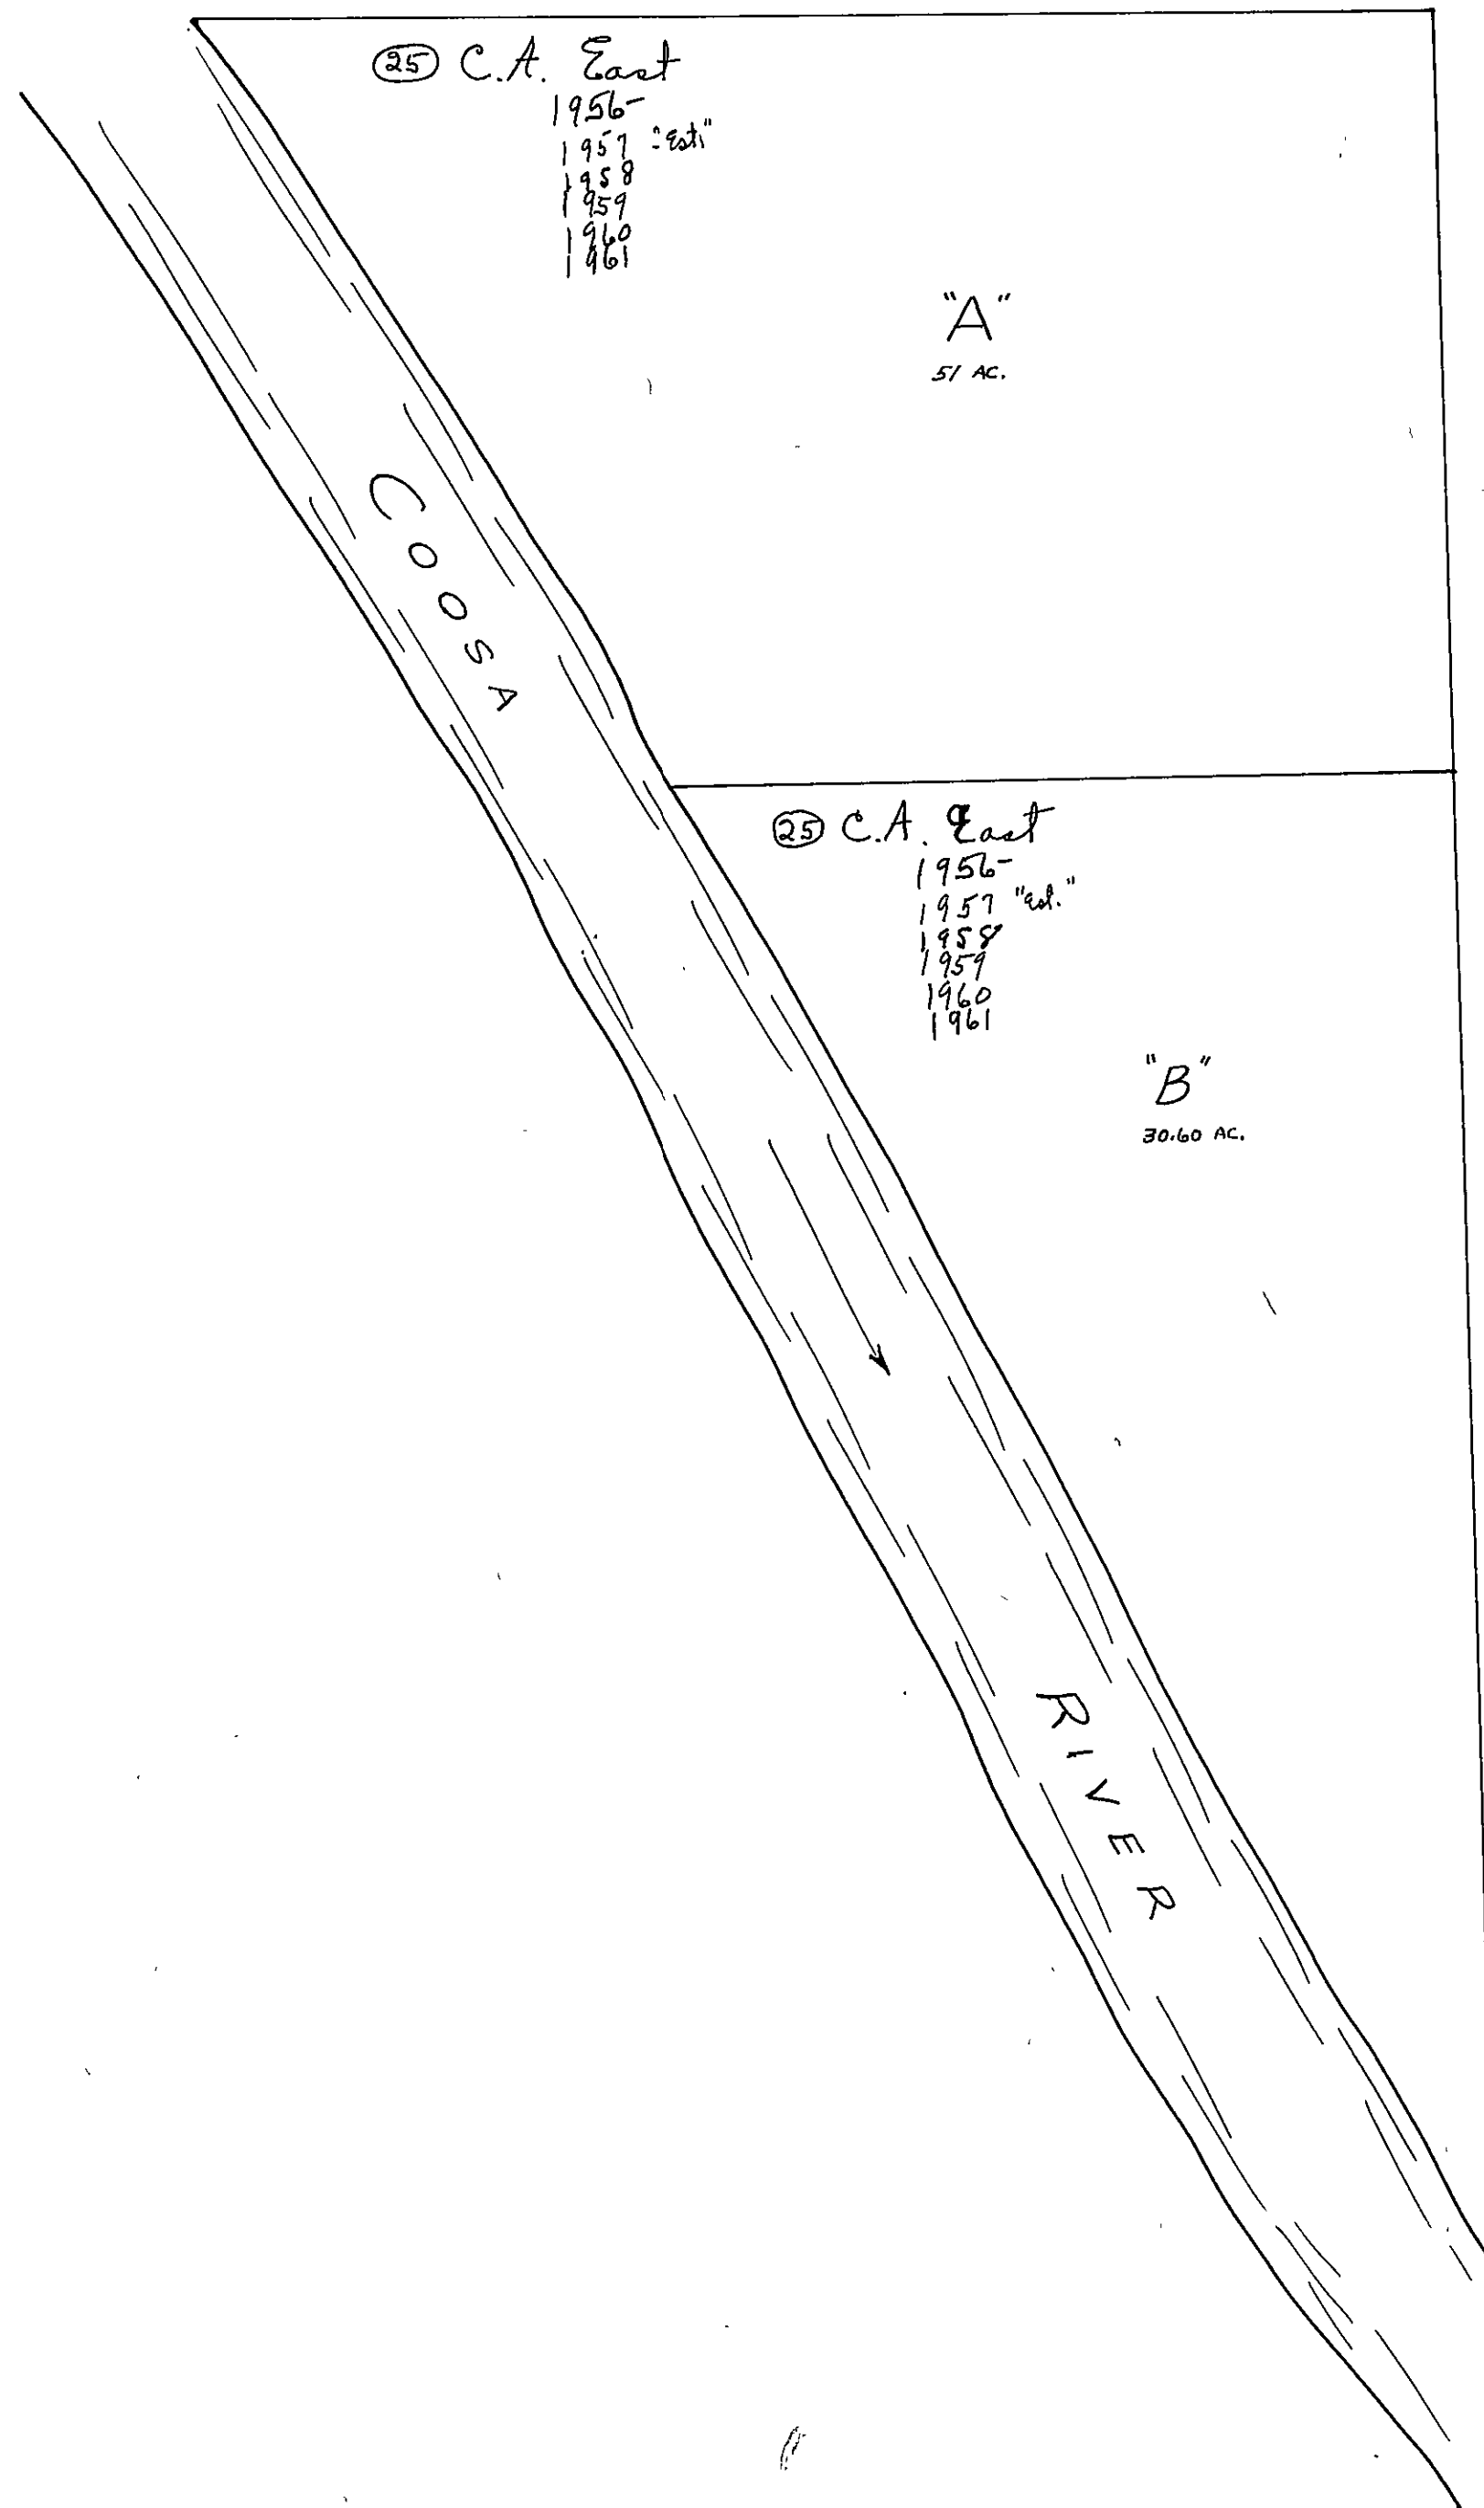 25 C.A. East
1956-
1957 "est."
1958
1959
1960
1961
"A"
51 AC.
COOSA
25 C.A. East
1956-
1957 "est."
1958
1959
1960
1961
"B"
30.60 AC.
RIVER